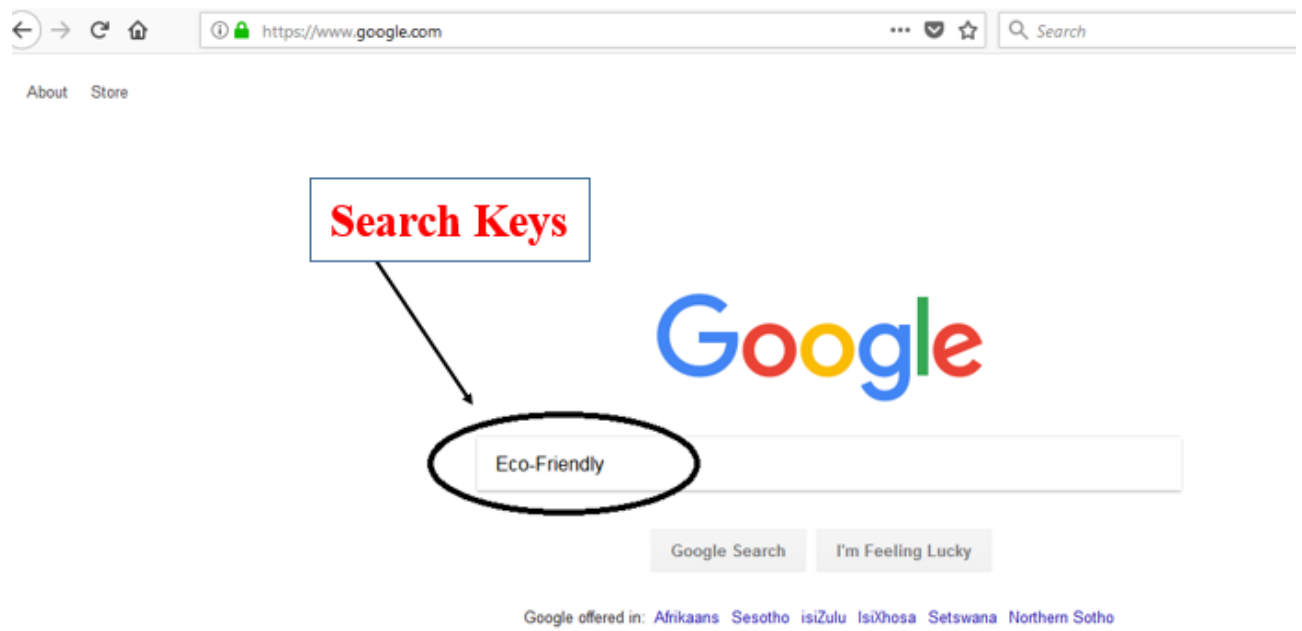 https://www.google.com
Search
About Store
Search Keys
Google
Eco-Friendly
Google Search I'm Feeling Lucky
Google offered in: Afrikaans Sesotho isiZulu IsiXhosa Setswana Northern Sotho